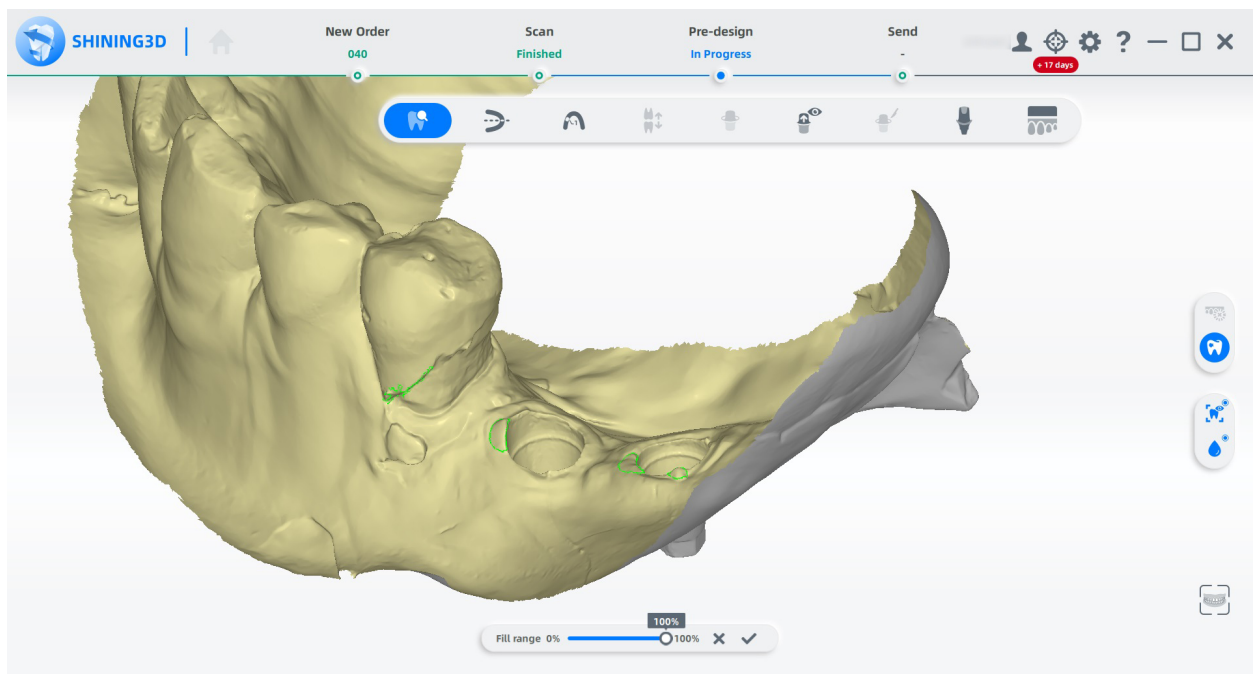 SHINING3D
New Order
040
Scan
Finished
Pre-design
In Progress
Send
-
+ 17 days
100%
Fill range 0% 100%